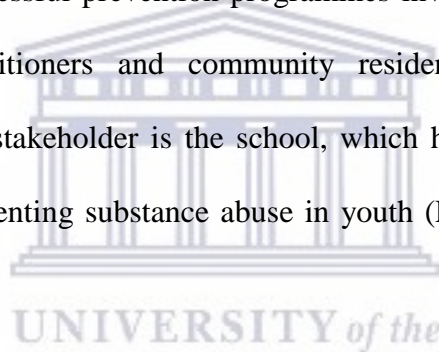 essful prevention programmes inv
itioners and community residen
stakeholder is the school, which h
enting substance abuse in youth (
UNIVERSITY of the